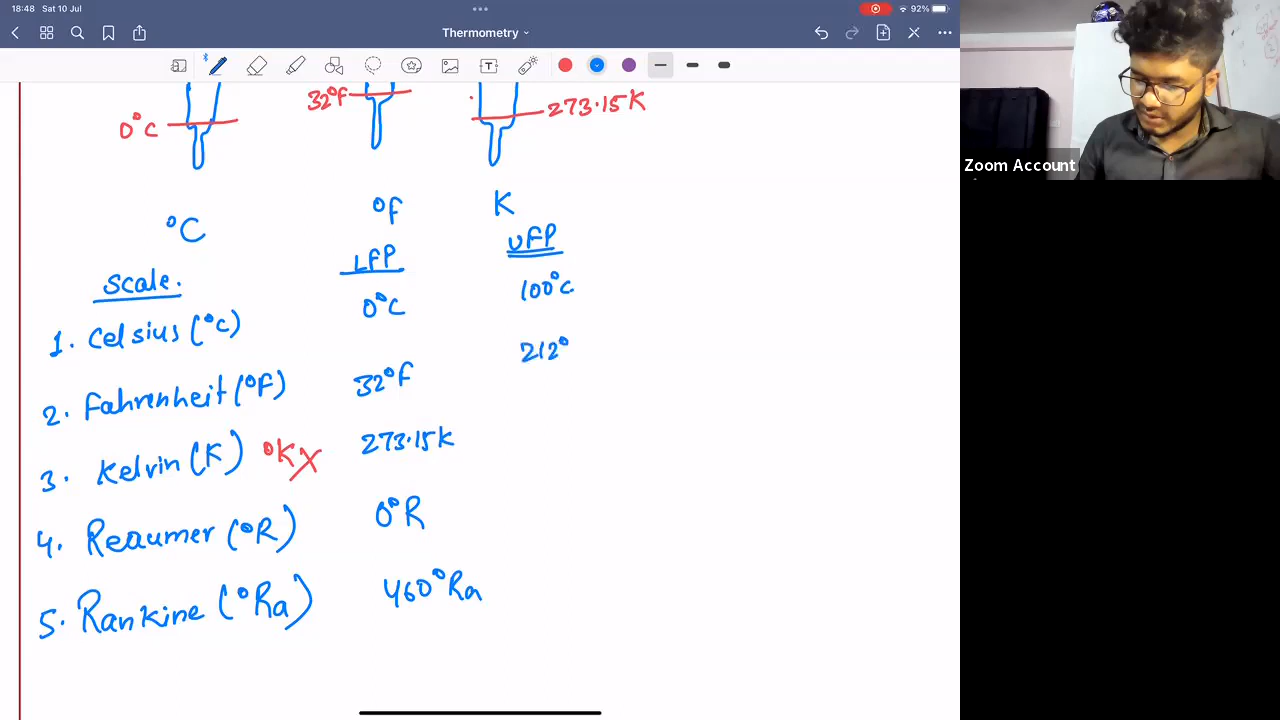 18:48 Sat 10 Jul
92%
Thermometry
0°C
32°F
273.15K
°C
°F
K
Scale.
LFP
UFP
1. Celsius (°C)
0°C
100°C
2. Fahrenheit (°F)
32°F
212°
3. Kelvin (K) °K X
273.15K
4. Reaumer (°R)
0°R
5. Rankine (°Ra)
460°Ra
Zoom Account